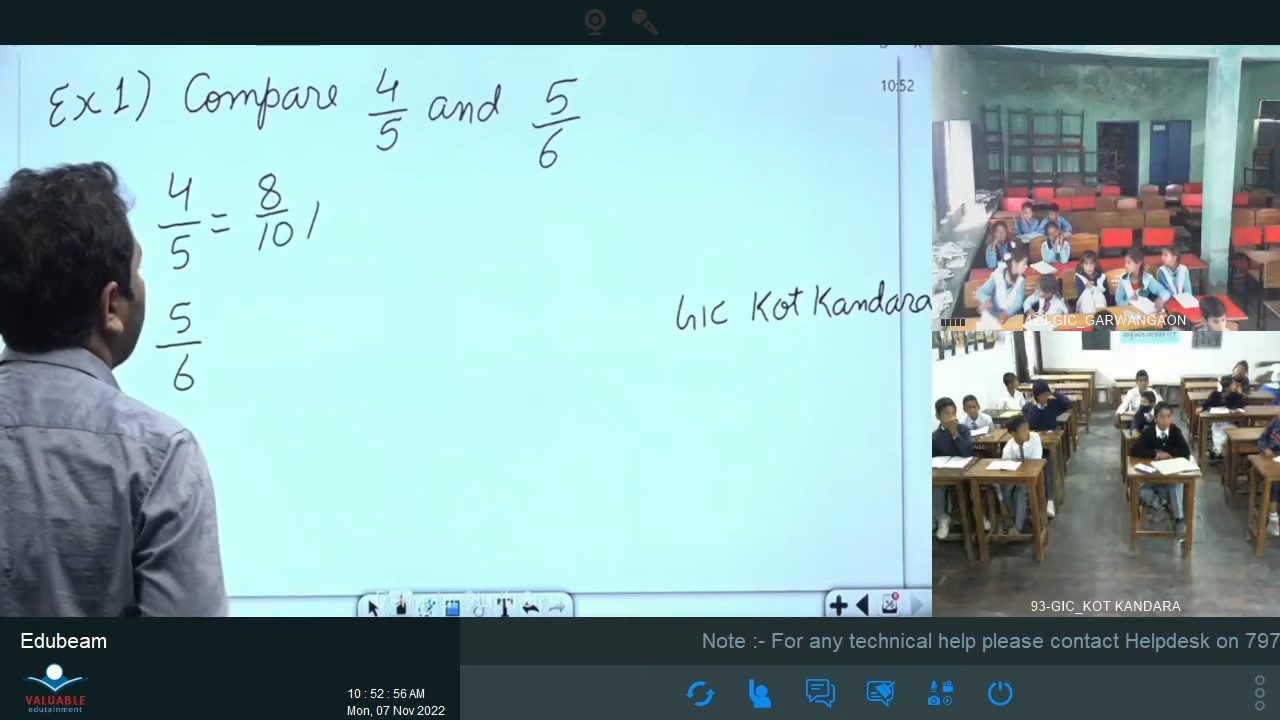 10:52
Ex 1) Compare 4/5 and 5/6
4/5 = 8/10 /
5/6
GIC Kot Kandara
429-GIC_GARWANGAON
93-GIC_KOT KANDARA
Edubeam
Note :- For any technical help please contact Helpdesk on 797
VALUABLE
edutainment
10 : 52 : 56 AM
Mon, 07 Nov 2022